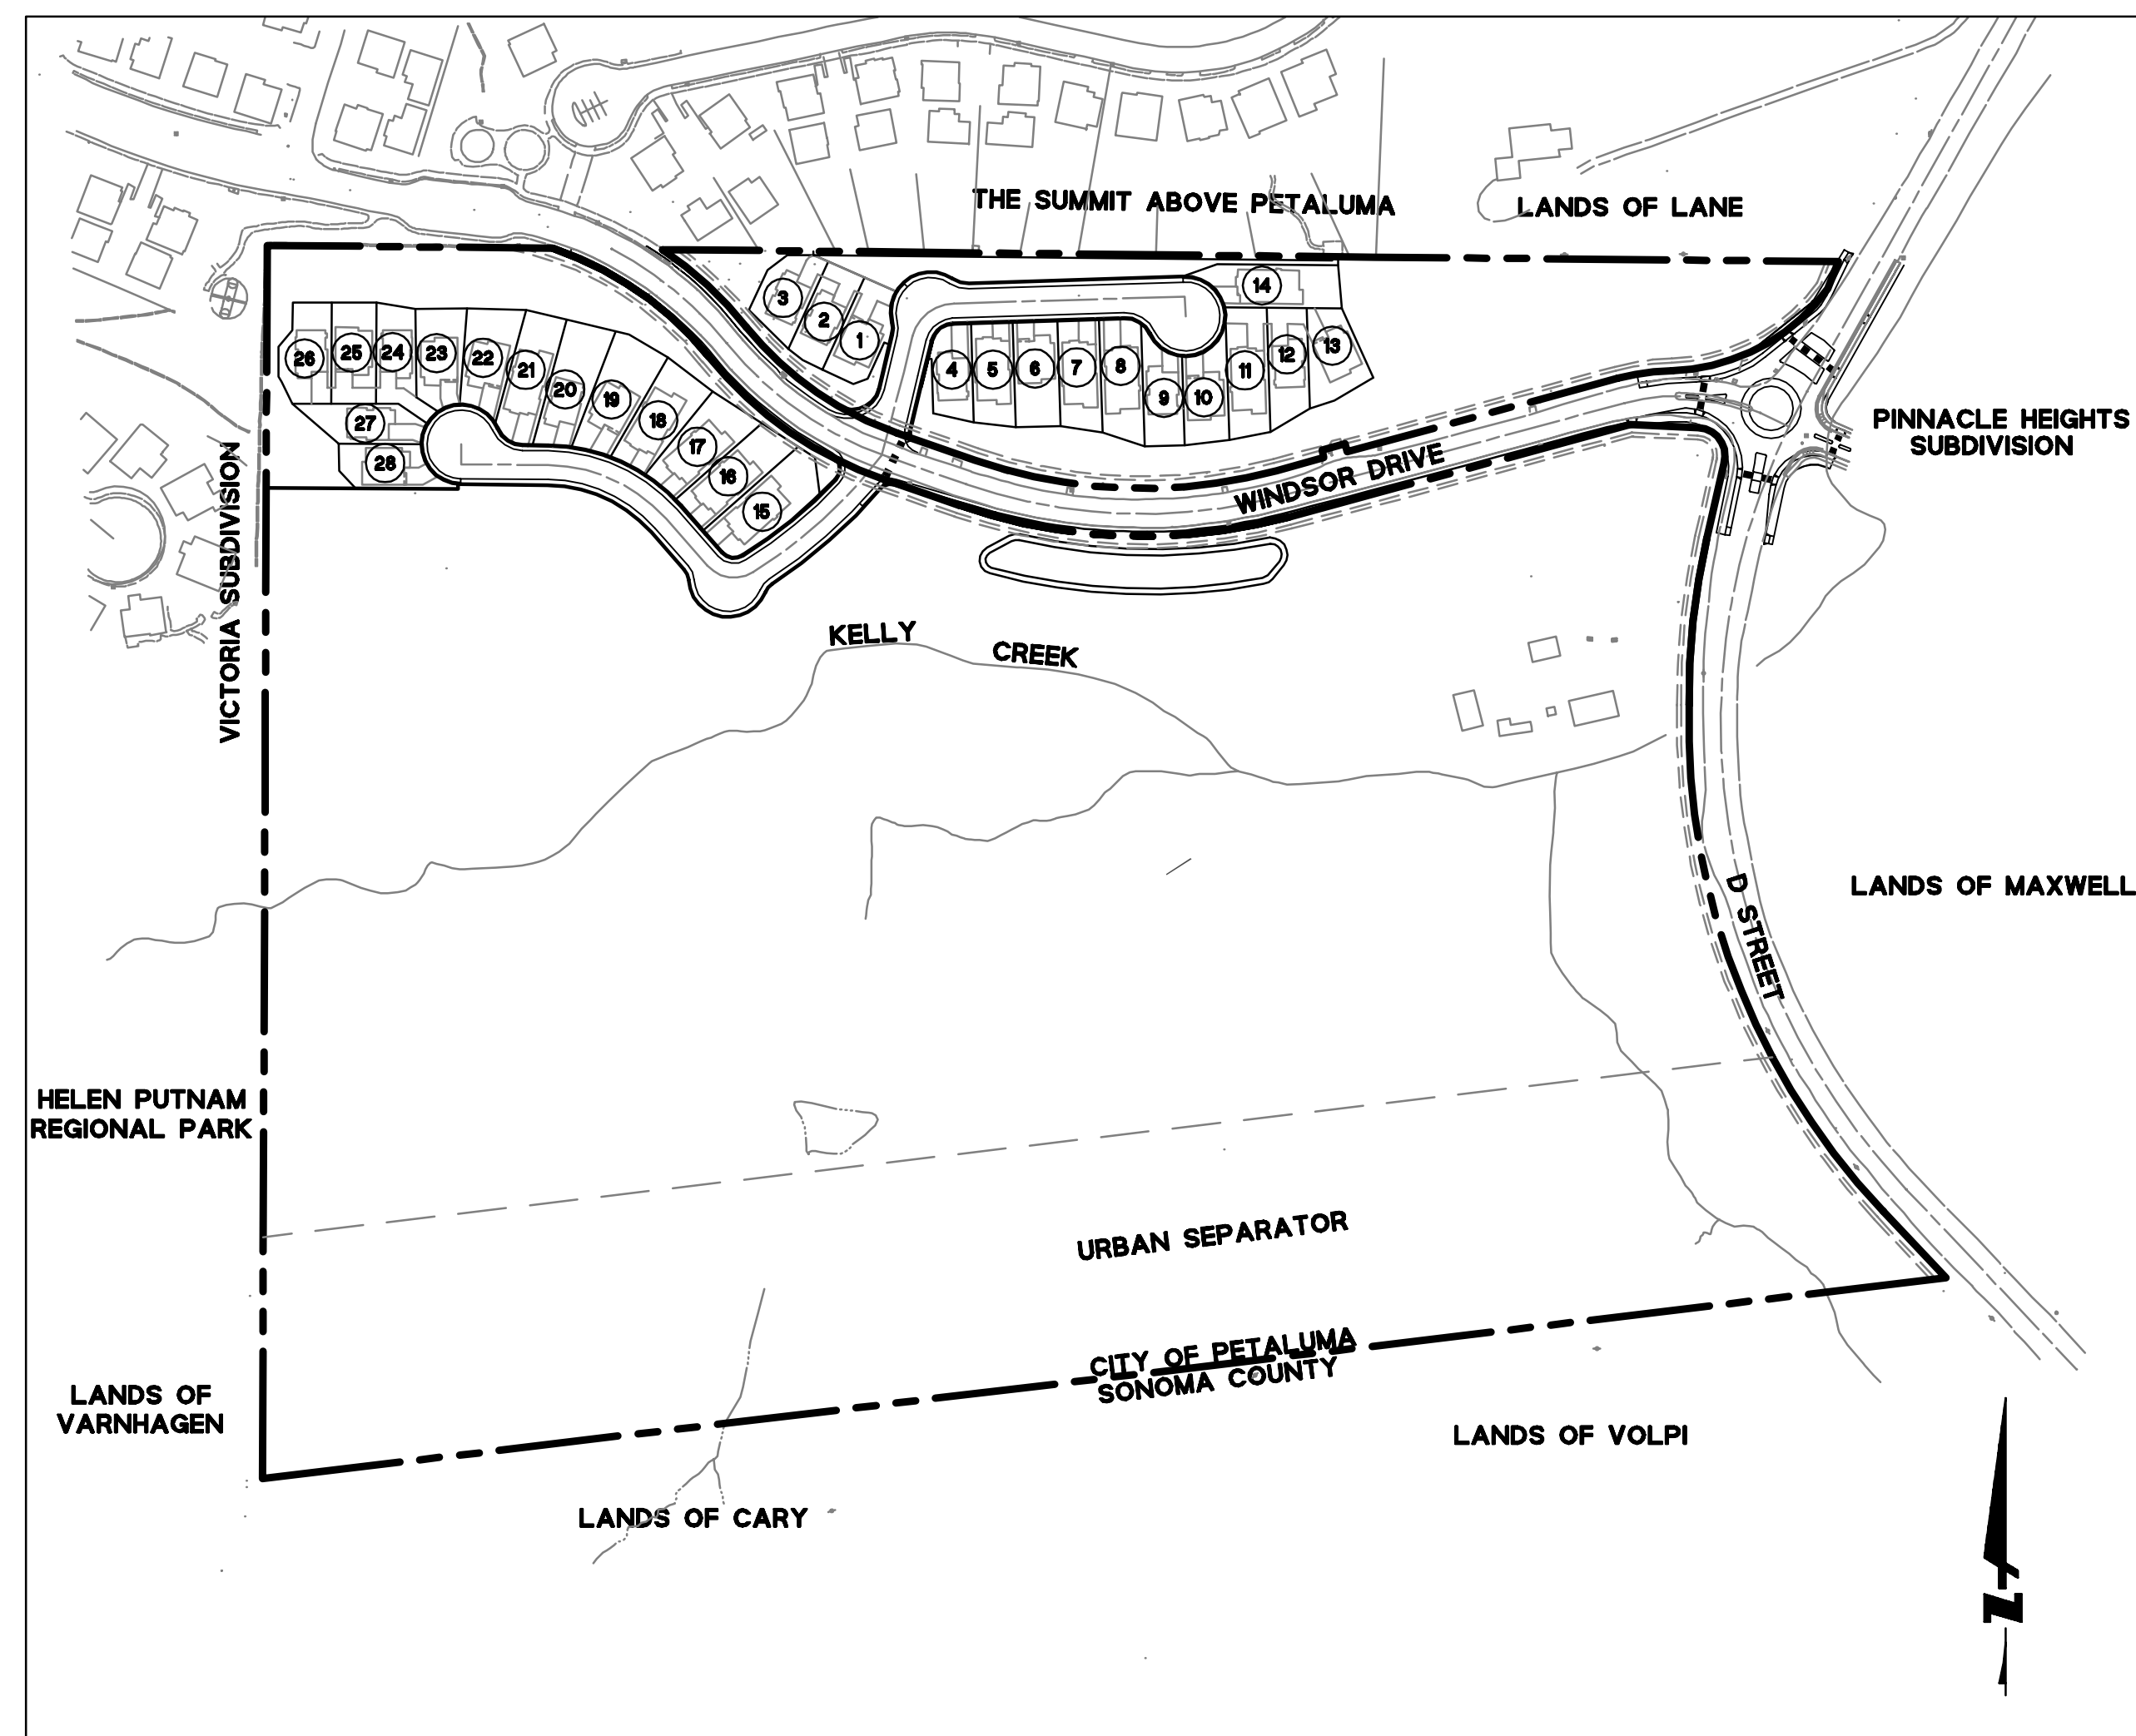 THE SUMMIT ABOVE PETALUMA
LANDS OF LANE
3
2
1
14
4
5
6
7
8
9
10
11
12
13
26
25
24
23
22
21
20
19
18
17
16
15
27
28
WINDSOR DRIVE
PINNACLE HEIGHTS
SUBDIVISION
VICTORIA SUBDIVISION
KELLY
CREEK
D STREET
LANDS OF MAXWELL
HELEN PUTNAM
REGIONAL PARK
URBAN SEPARATOR
CITY OF PETALUMA
SONOMA COUNTY
LANDS OF
VARNHAGEN
LANDS OF VOLPI
LANDS OF CARY
Z